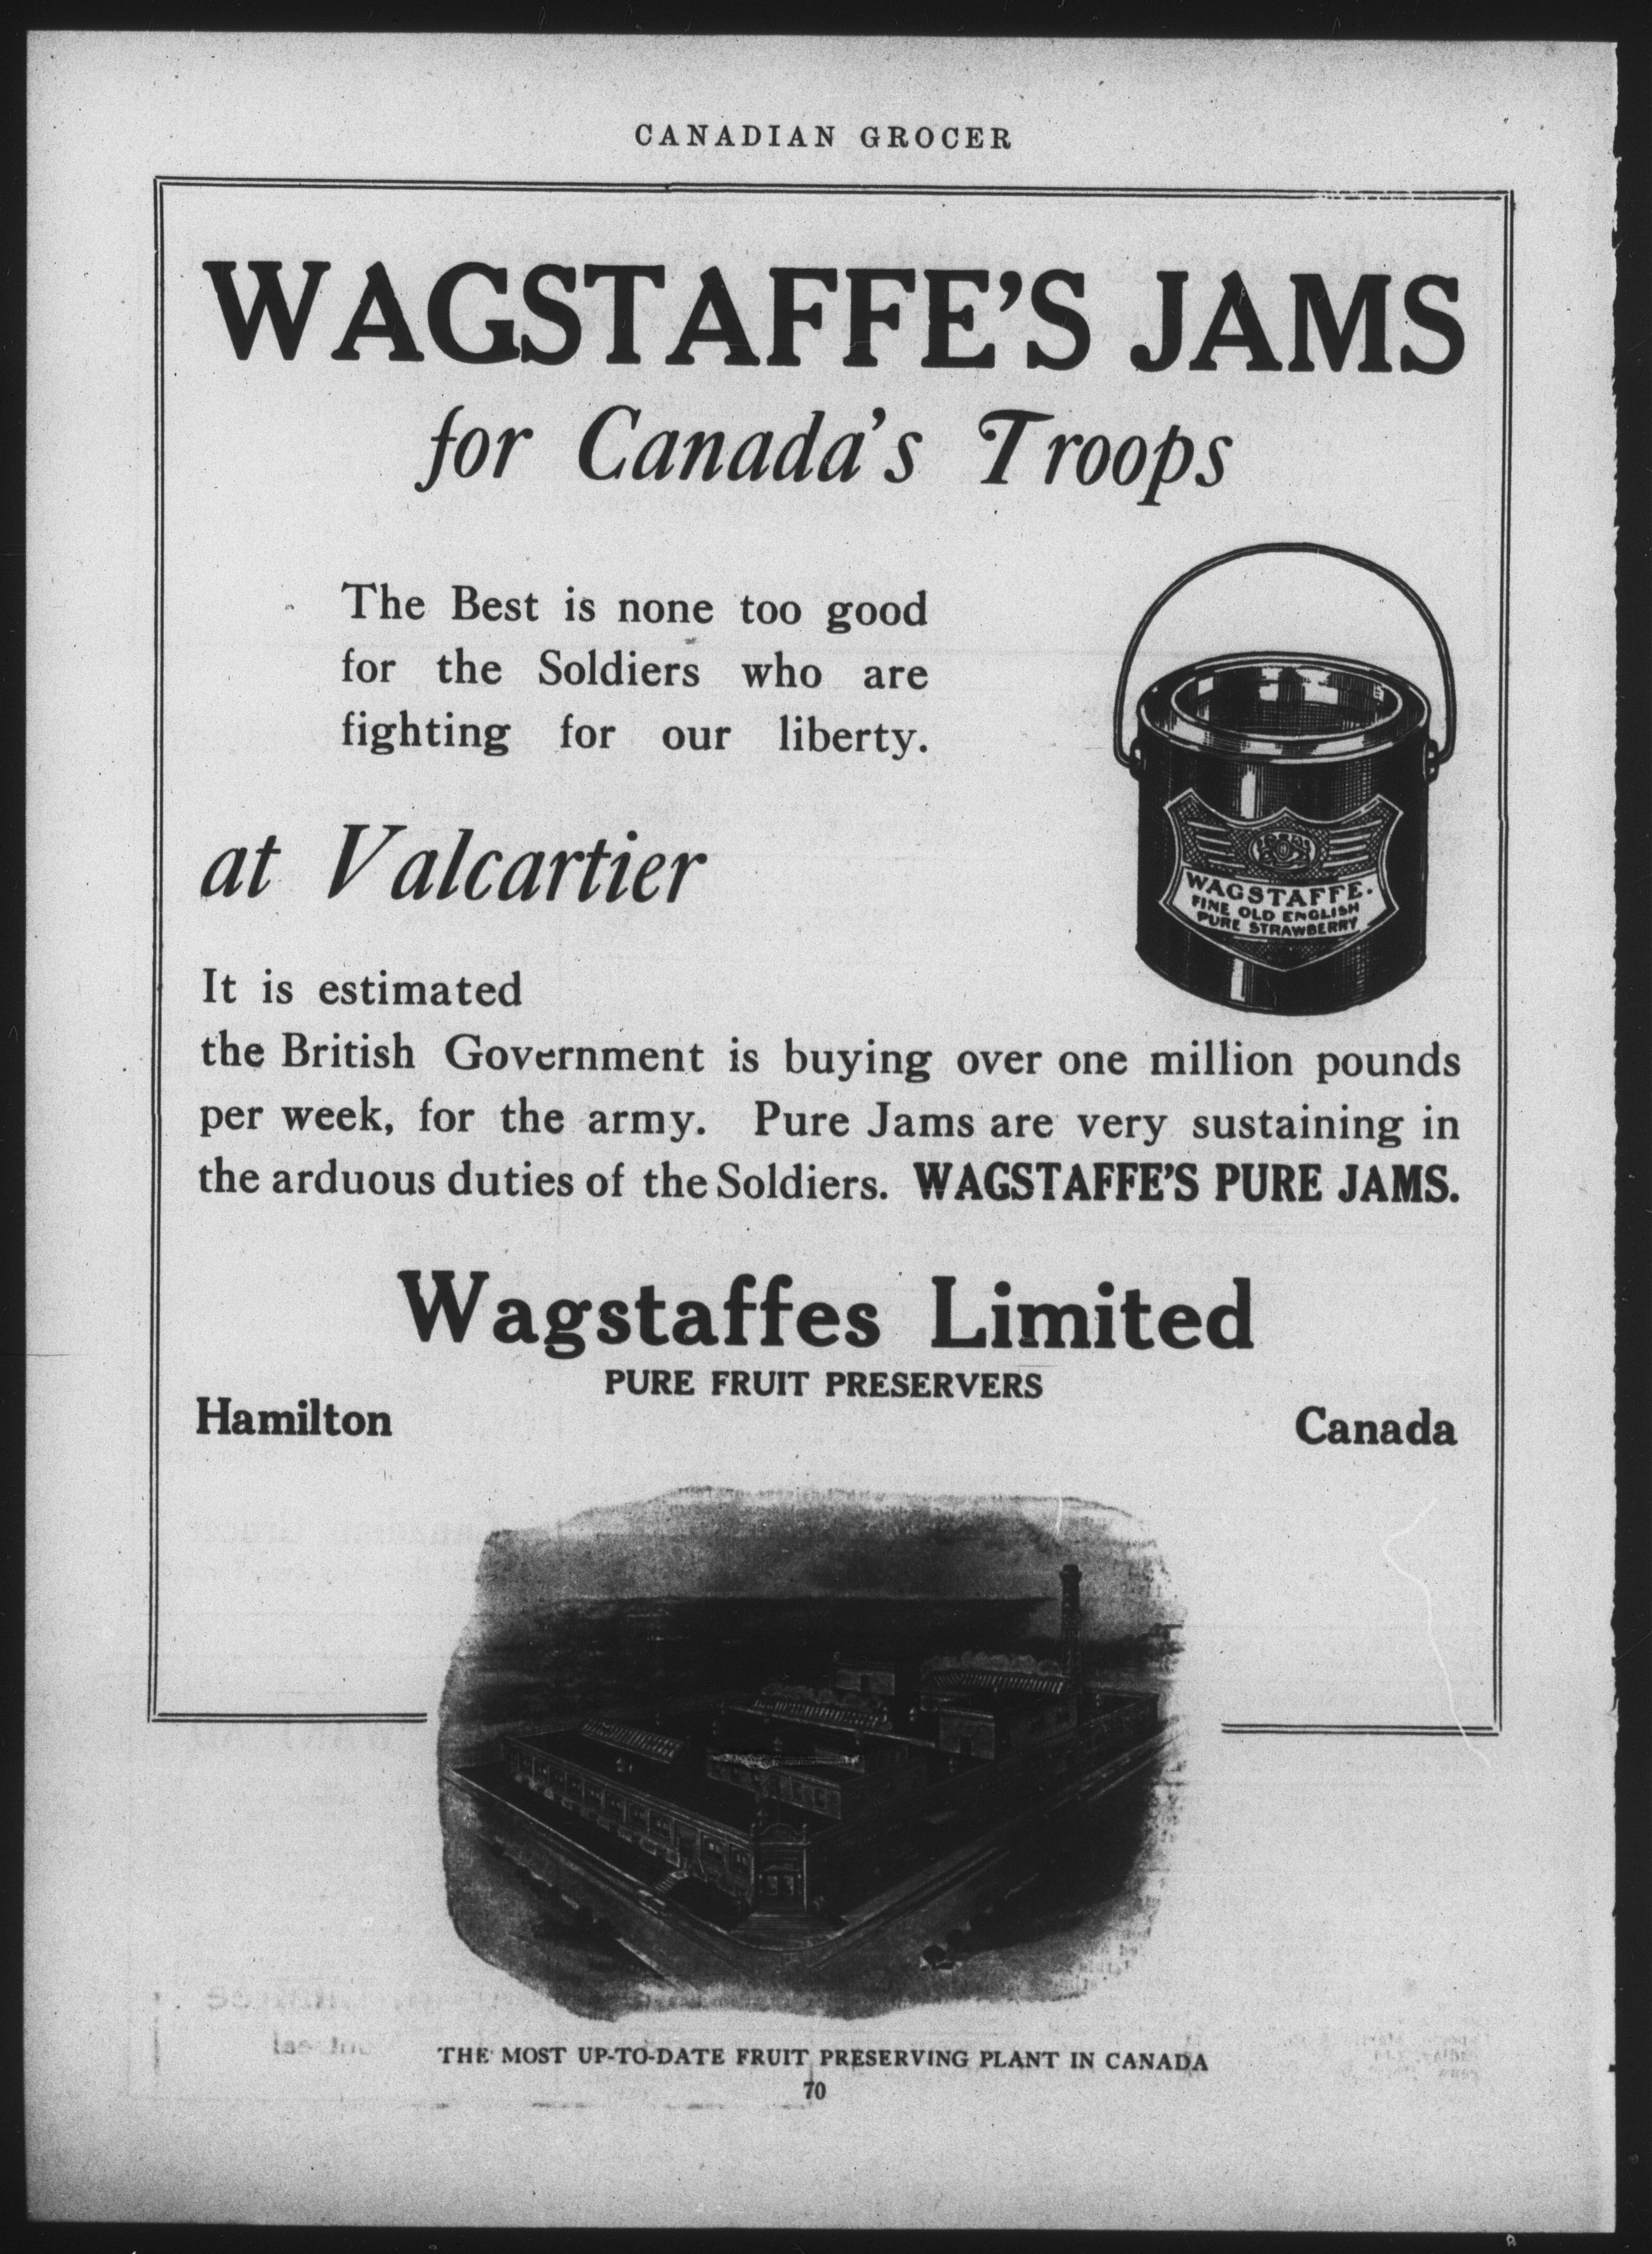 CANADIAN GROCER
WAGSTAFFE'S JAMS
for Canada's Troops
The Best is none too good
for the Soldiers who are
fighting for our liberty.
at Valcartier
WAGSTAFFE.
FINE OLD ENGLISH
PURE STRAWBERRY
It is estimated
the British Government is buying over one million pounds
per week, for the army. Pure Jams are very sustaining in
the arduous duties of the Soldiers. WAGSTAFFE'S PURE JAMS.
Wagstaffes Limited
PURE FRUIT PRESERVERS
Hamilton Canada
THE MOST UP-TO-DATE FRUIT PRESERVING PLANT IN CANADA
70